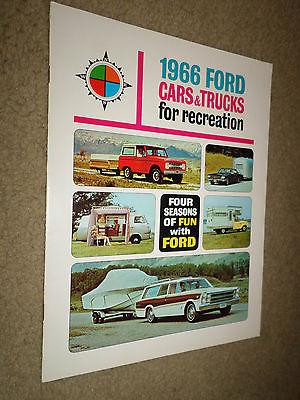 1966 FORD
CARS & TRUCKS
for recreation
FOUR
SEASONS
OF FUN
with
FORD